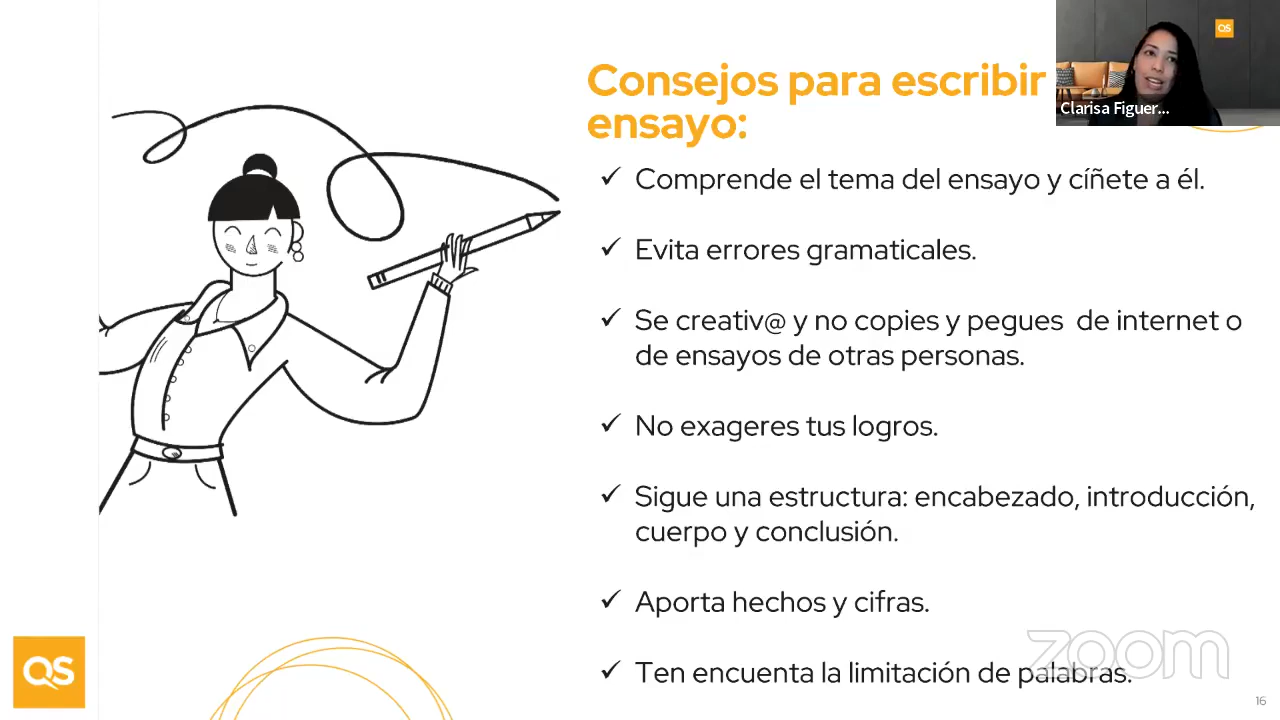 QS
Clarisa Figuer...
Consejos para escribir
ensayo:
✓ Comprende el tema del ensayo y cíñete a él.
✓ Evita errores gramaticales.
✓ Se creativ@ y no copies y pegues  de internet o
de ensayos de otras personas.
✓ No exageres tus logros.
✓ Sigue una estructura: encabezado, introducción,
cuerpo y conclusión.
✓ Aporta hechos y cifras.
✓ Ten encuenta la limitación de palabras.
zoom
QS
16